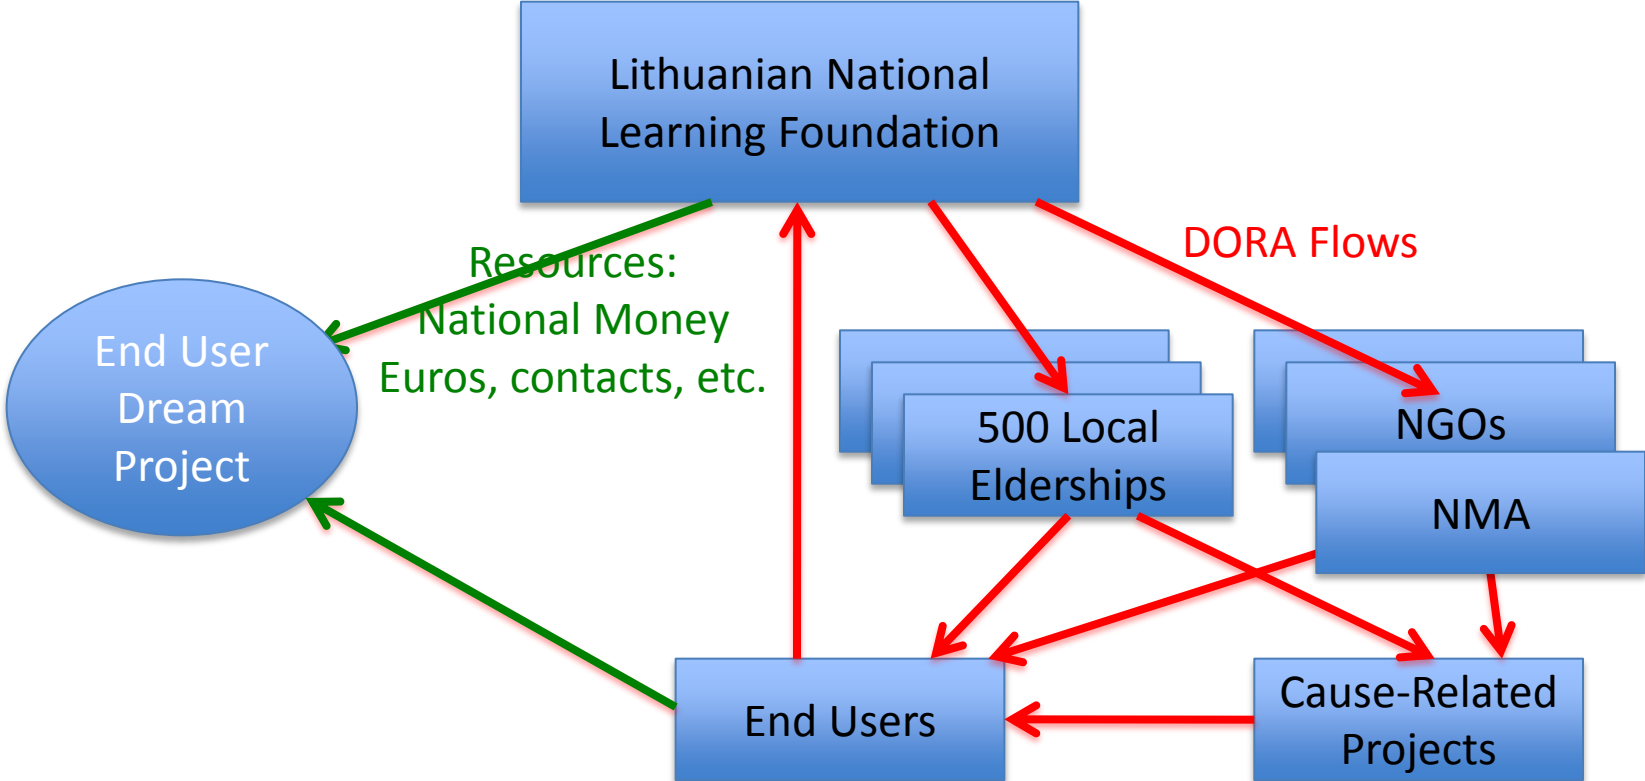 Lithuanian National
Learning Foundation
DORA Flows
Resources:
National Money
Euros, contacts, etc.
End User
Dream
Project
500 Local
Elderships
NGOs
NMA
End Users
Cause-Related
Projects